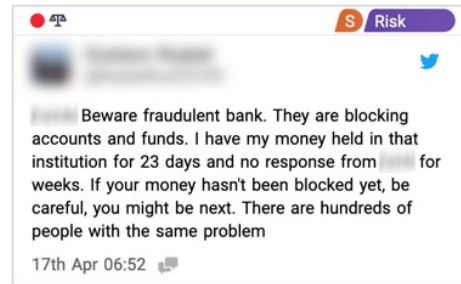 S Risk
Beware fraudulent bank. They are blocking
accounts and funds. I have my money held in that
institution for 23 days and no response from for
weeks. If your money hasn't been blocked yet, be
careful, you might be next. There are hundreds of
people with the same problem
17th Apr 06:52